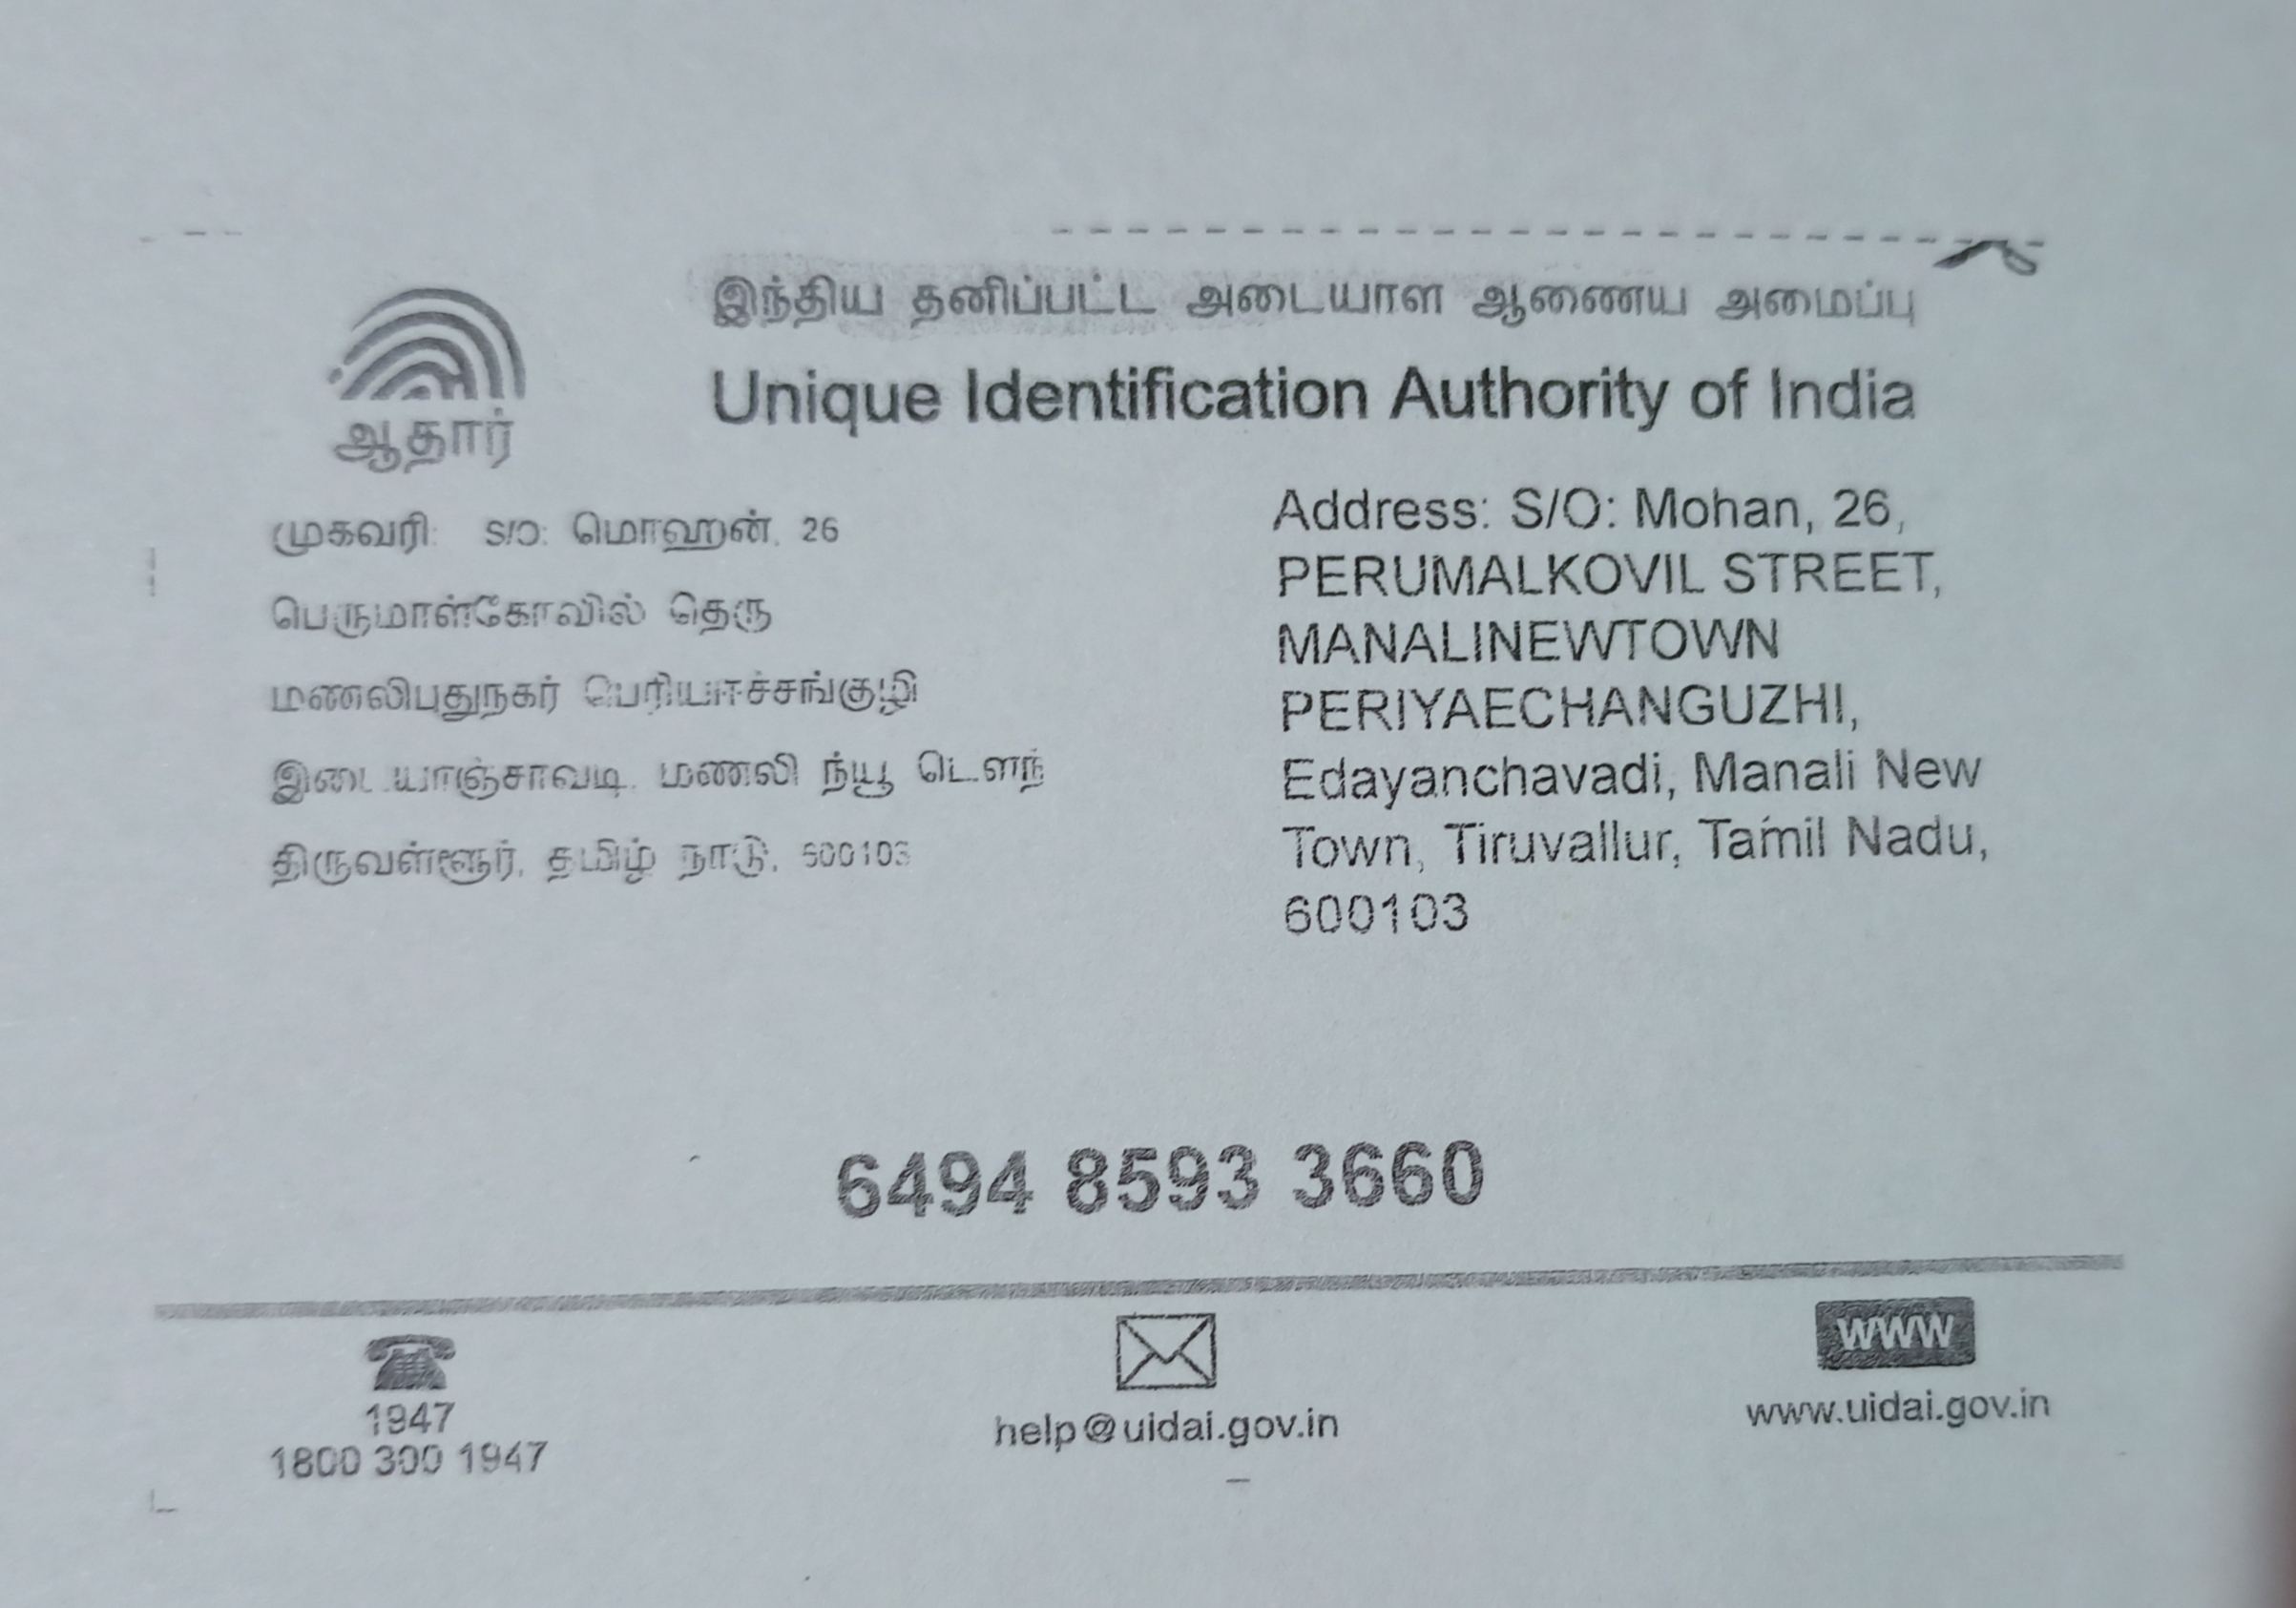 இந்திய தனிப்பட்ட அடையாள ஆணைய அமைப்பு
Unique Identification Authority of India
ஆதார்
முகவரி: S/O: மொஹன், 26
பெருமாள்கோவில் தெரு
மணலிபுதுநகர் பெரியஈச்சங்குழி
இடையாஞ்சாவடி, மணலி ந்யூ டௌந்
திருவள்ளூர், தமிழ் நாடு, 600103
Address: S/O: Mohan, 26,
PERUMALKOVIL STREET,
MANALINEWTOWN
PERIYAECHANGUZHI,
Edayanchavadi, Manali New
Town, Tiruvallur, Tamil Nadu,
600103
6494 8593 3660
1947
1800 300 1947
help@uidai.gov.in
WWW
www.uidai.gov.in